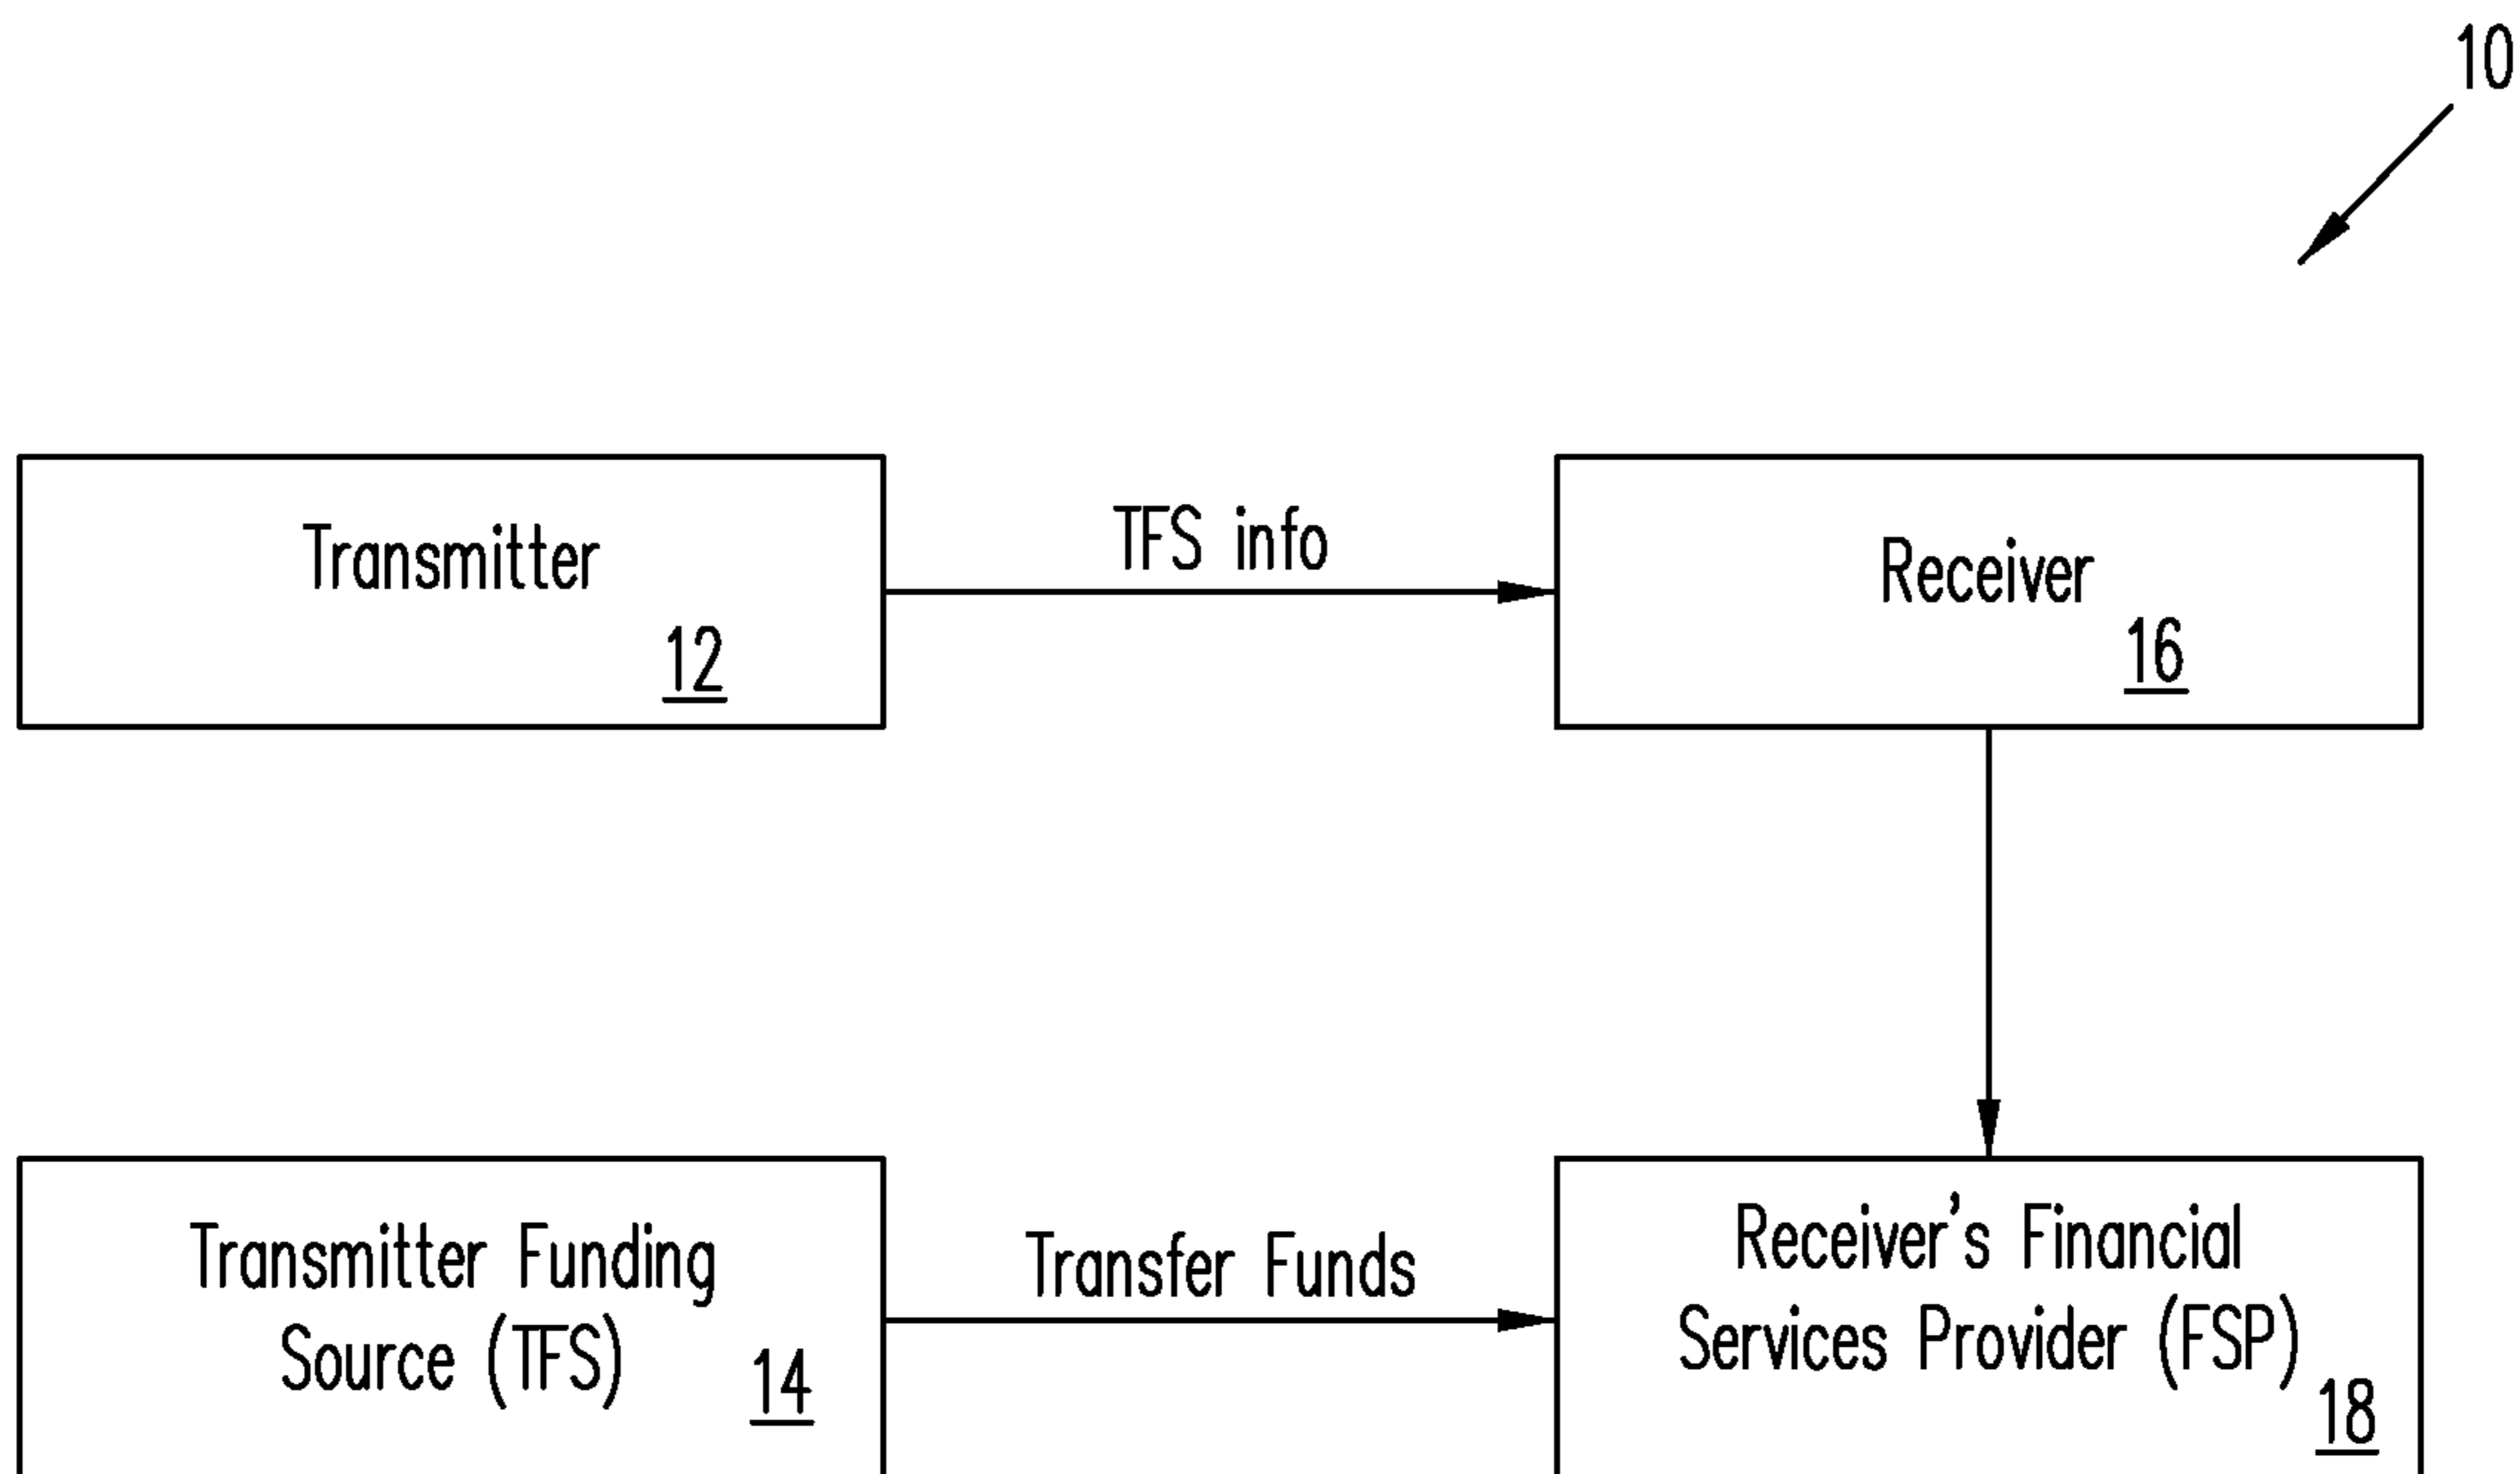 10
Transmitter
12
TFS info
Receiver
16
Transmitter Funding
Source (TFS)
14
Transfer Funds
Receiver's Financial
Services Provider (FSP)
18